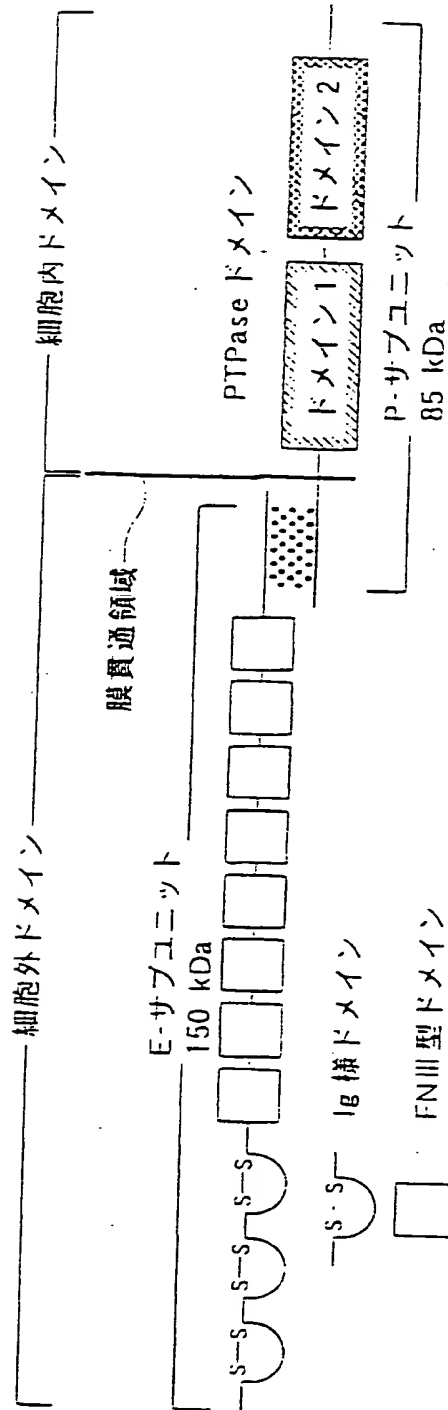 細胞外ドメイン
細胞内ドメイン
膜貫通領域
E-サブユニット
150 kDa
PTPase ドメイン
S-S
S-S
S-S
ドメイン1
ドメイン2
P-サブユニット
85 kDa
S·S
Ig 様ドメイン
FNIII型ドメイン